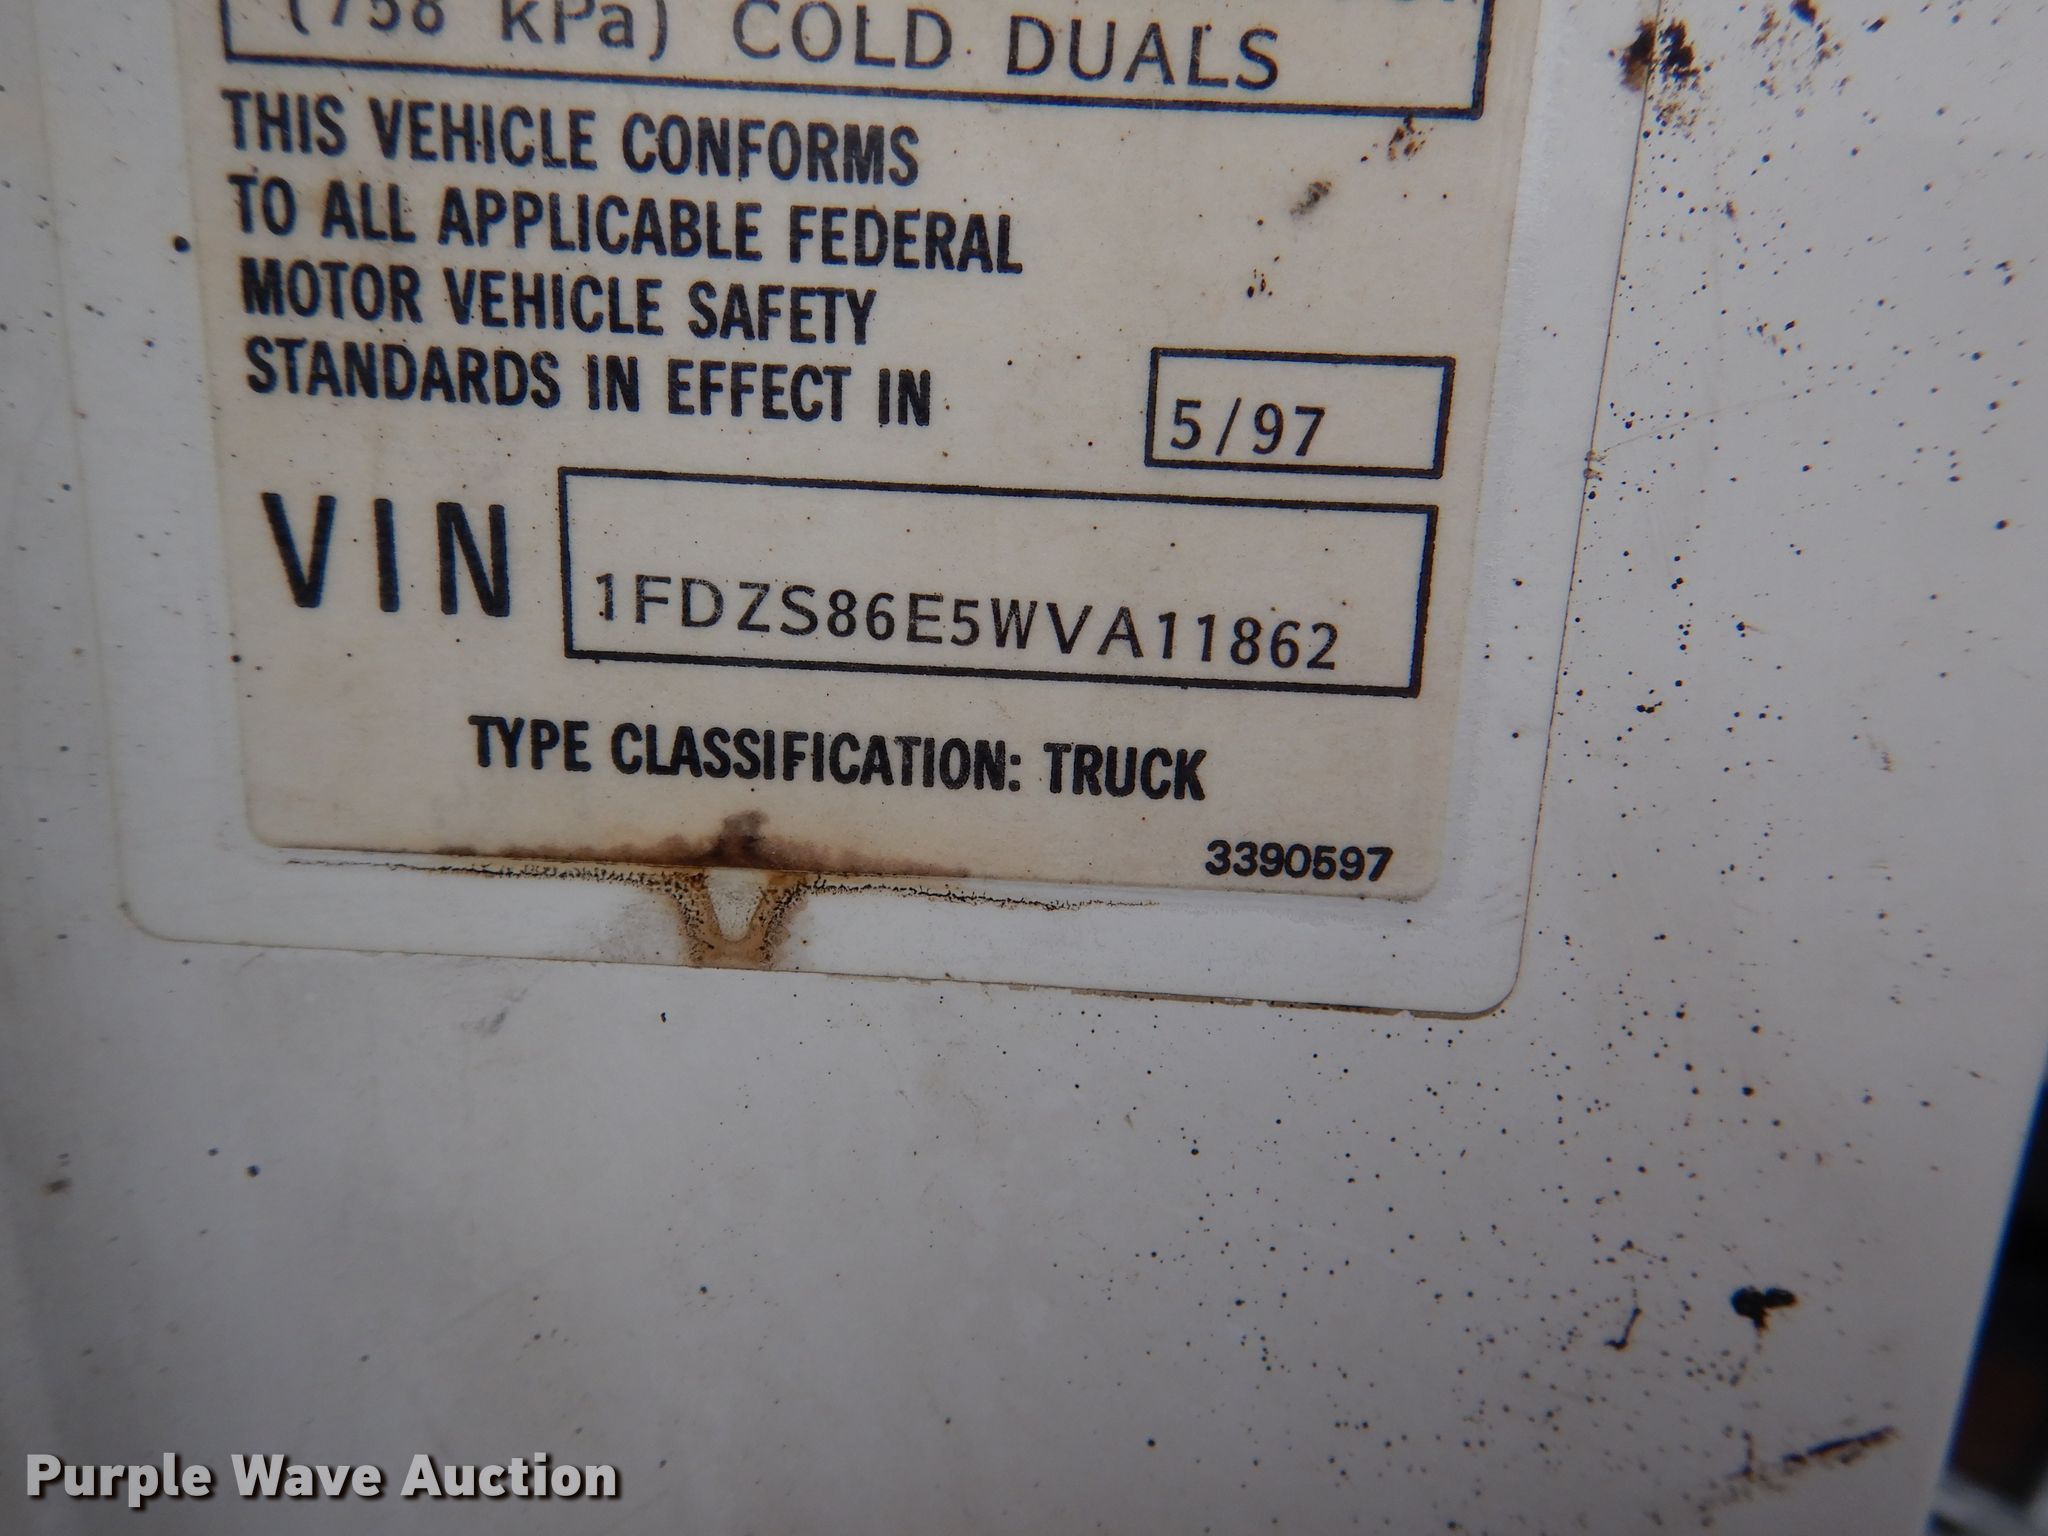 (758 kPa) COLD DUALS
THIS VEHICLE CONFORMS
TO ALL APPLICABLE FEDERAL
MOTOR VEHICLE SAFETY
STANDARDS IN EFFECT IN
5/97
VIN 1FDZS86E5WVA11862
TYPE CLASSIFICATION: TRUCK
3390597
Purple Wave Auction